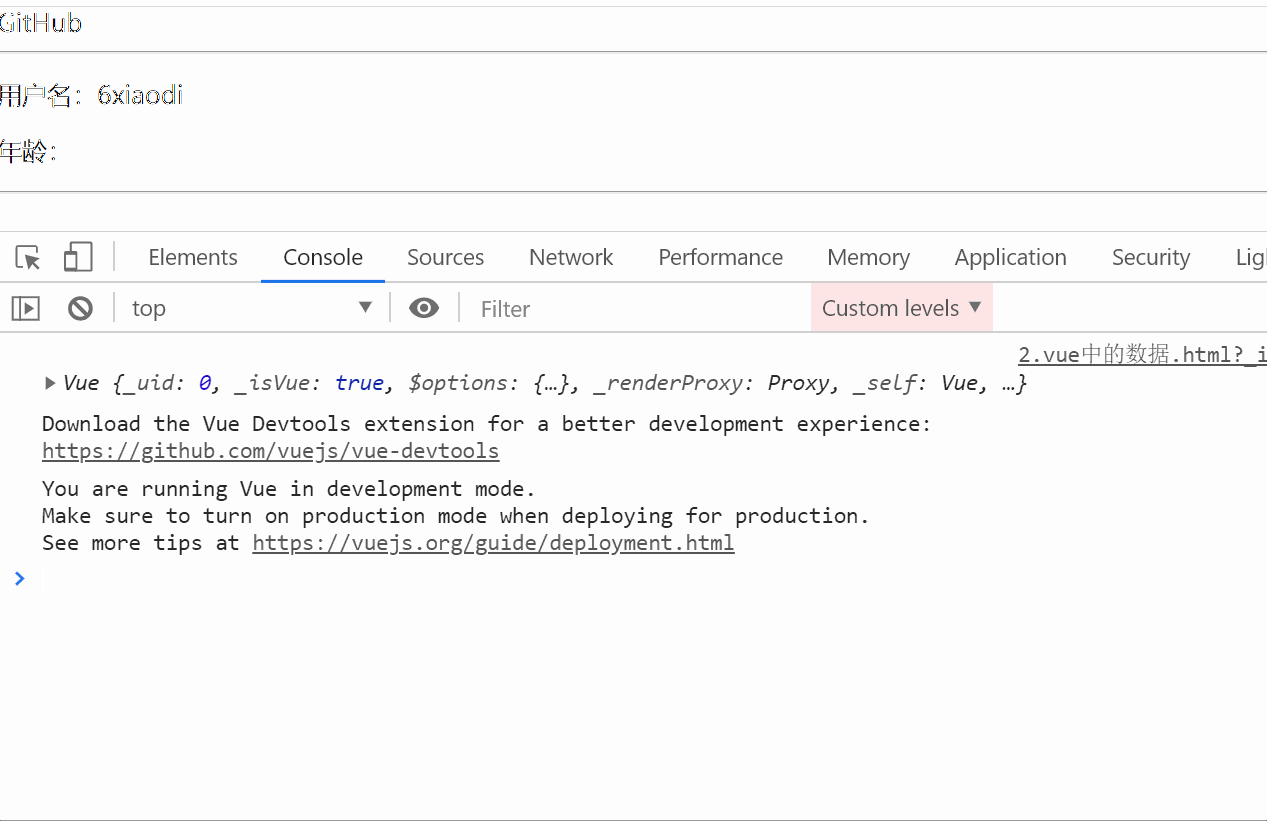 GitHub
用户名：6xiaodi
年龄：
Elements Console Sources Network Performance Memory Application Security Lig
top Filter Custom levels
2.vue中的数据.html?_i
Vue {_uid: 0, _isVue: true, $options: {…}, _renderProxy: Proxy, _self: Vue, …}
Download the Vue Devtools extension for a better development experience:
https://github.com/vuejs/vue-devtools
You are running Vue in development mode.
Make sure to turn on production mode when deploying for production.
See more tips at https://vuejs.org/guide/deployment.html